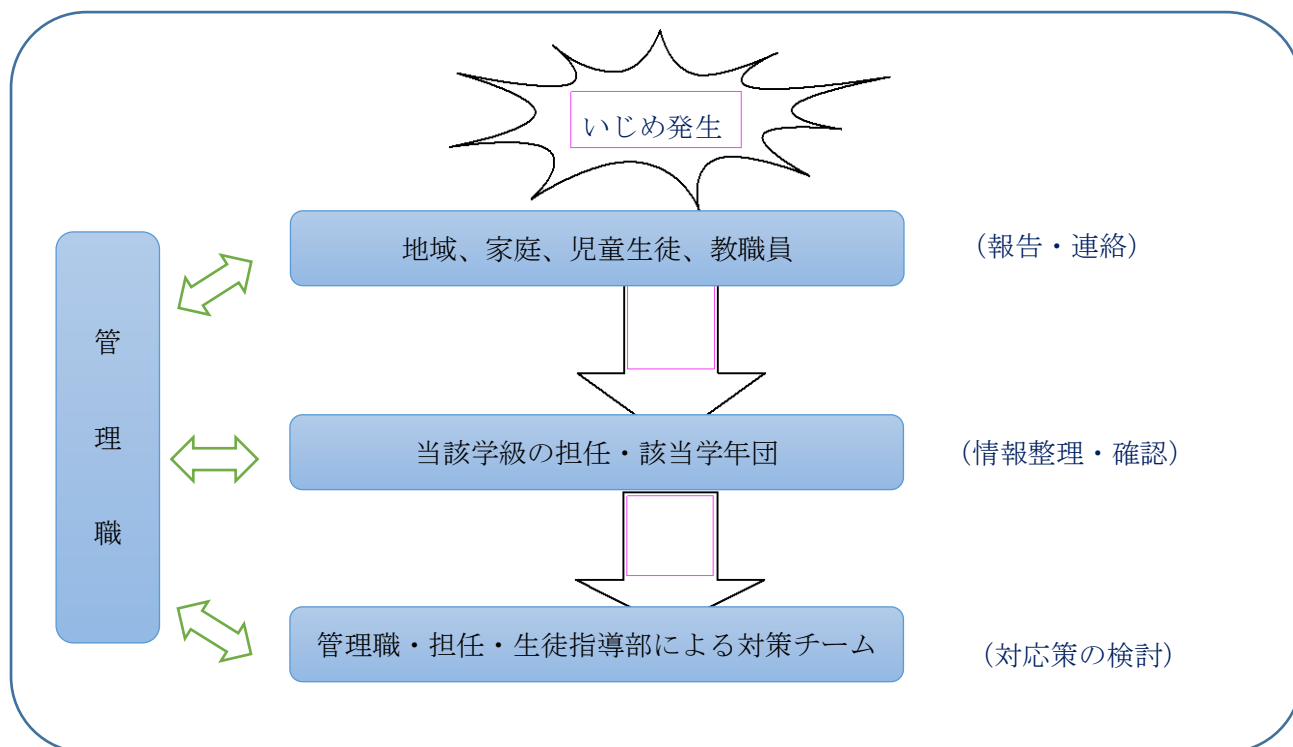 いじめ発生
地域、家庭、児童生徒、教職員
（報告・連絡）
管理職
当該学級の担任・該当学年団
（情報整理・確認）
管理職・担任・生徒指導部による対策チーム
（対応策の検討）